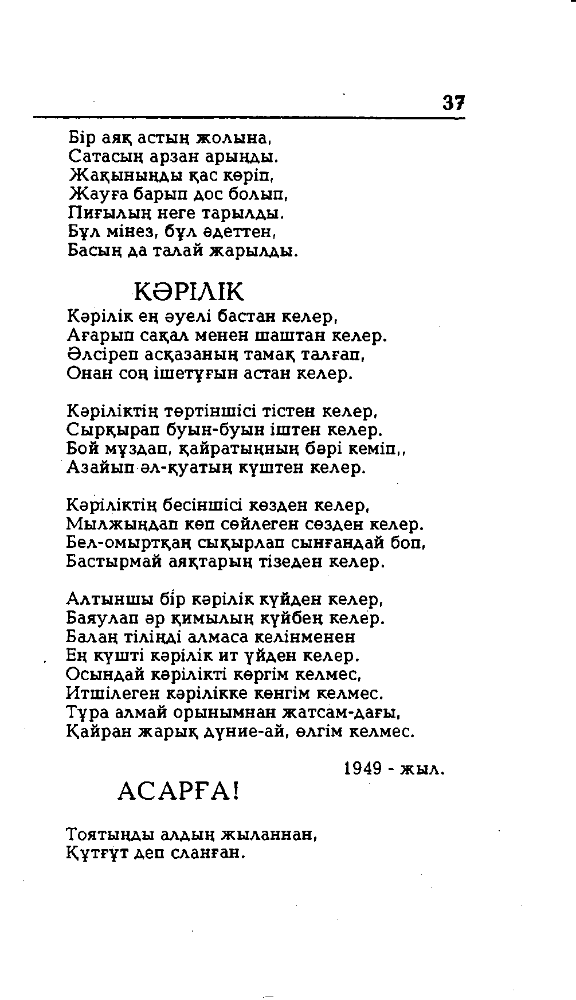 37
Бір аяқ астың жолына,
Сатасың арзан арыңды.
Жақыныңды қас көріп,
Жауға барып дос болып,
Пиғылың неге тарылды.
Бұл мінез, бұл әдеттен,
Басың да талай жарылды.
КӘРІЛІК
Кәрілік ең әуелі бастан келер,
Ағарып сақал менен шаштан келер.
Әлсіреп асқазаның тамақ талғап,
Онан соң ішетұғын астан келер.
Кәріліктің төртіншісі тістен келер,
Сырқырап буын-буын іштен келер.
Бой мұздап, қайратыңның бәрі кеміп,,
Азайып әл-қуатың күштен келер.
Кәріліктің бесіншісі көзден келер,
Мылжыңдап көп сөйлеген сөзден келер.
Бел-омыртқаң сықырлап сынғандай боп,
Бастырмай аяқтарың тізеден келер.
Алтыншы бір кәрілік күйден келер,
Баяулап әр қимылың күйбең келер.
Балаң тіліңді алмаса келінменен
Ең күшті кәрілік ит үйден келер.
Осындай кәрілікті көргім келмес,
Итшілеген кәрілікке көнгім келмес.
Тұра алмай орынымнан жатсам-дағы,
Қайран жарық дүние-ай, өлгім келмес.
1949 - жыл.
АСАРҒА!
Тоятыңды алдың жыланнан,
Құтғұт деп сланған.